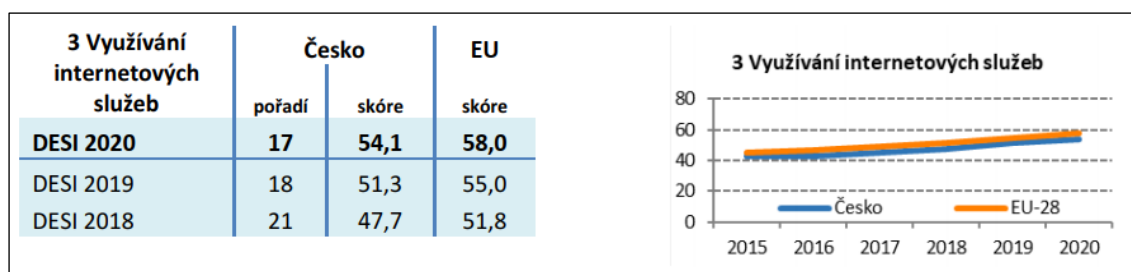 3 Využívání
internetových
služeb
Česko
EU
pořadí
skóre
skóre
DESI 2020 17 54,1 58,0
DESI 2019 18 51,3 55,0
DESI 2018 21 47,7 51,8
3 Využívání internetových služeb
80
60
40
20
0
Česko
EU-28
2015 2016 2017 2018 2019 2020